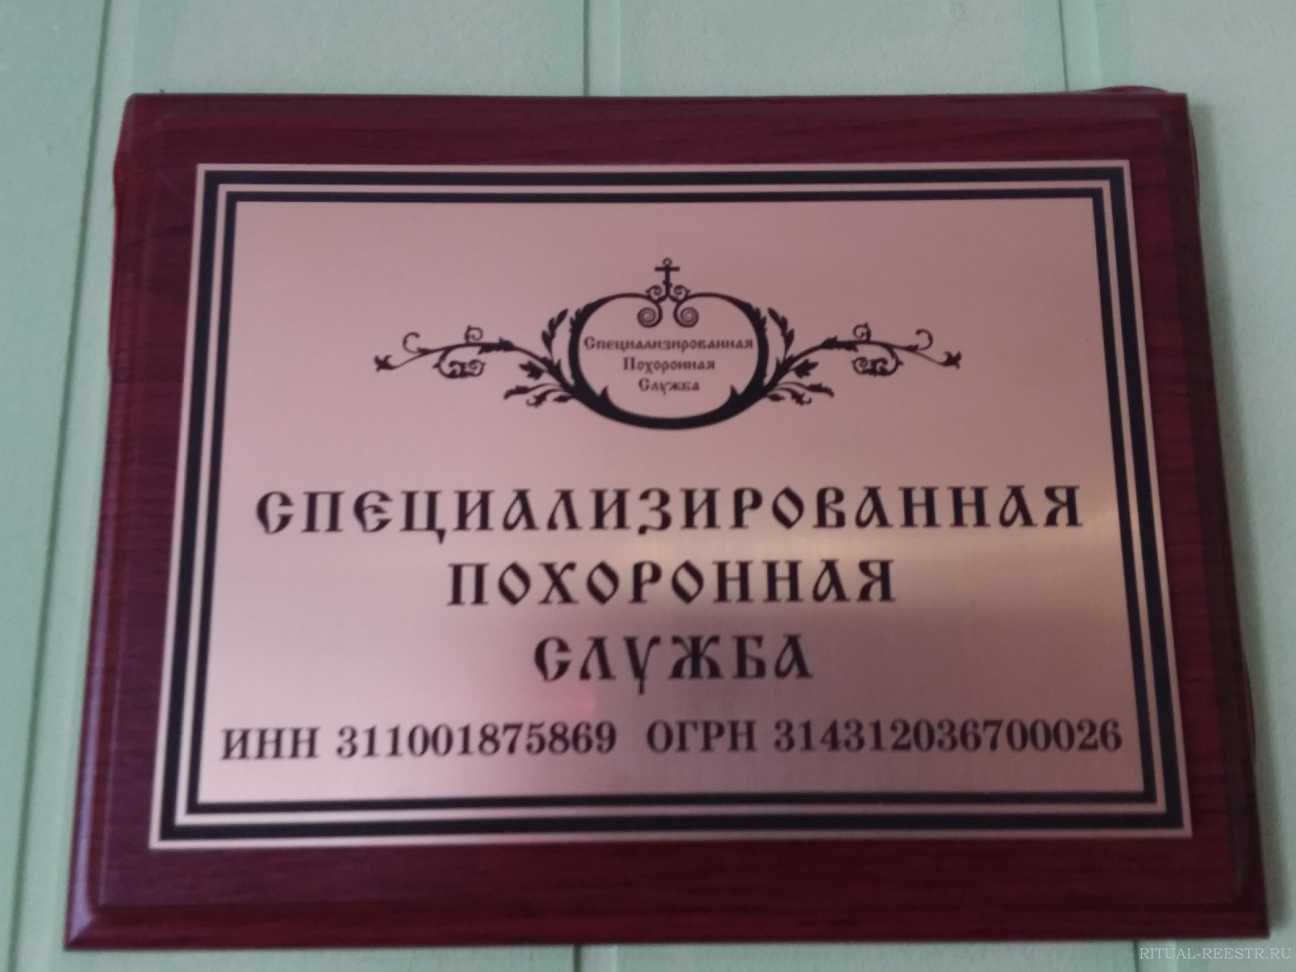 Специализированная
Похоронная
Служба
СПЕЦИАЛИЗИРОВАННАЯ
ПОХОРОННАЯ
СЛУЖБА
ИНН 311001875869 ОГРН 314312036700026
RITUAL-REESTR.RU